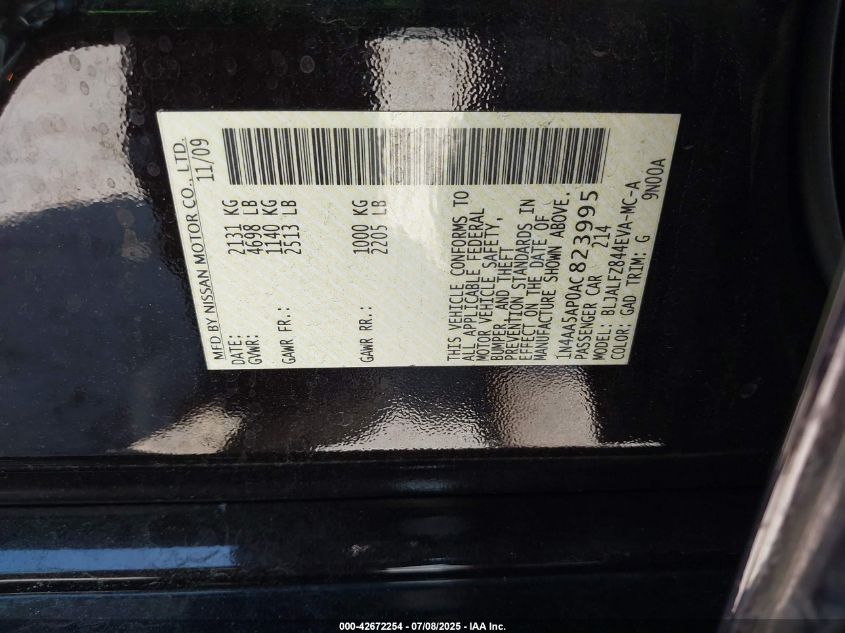 MFD BY NISSAN MOTOR CO., LTD.
DATE: 11/09
GVWR: 2131 KG
4698 LB
GAWR FR.: 1140 KG
2513 LB
GAWR RR.: 1000 KG
2205 LB
THIS VEHICLE CONFORMS TO
ALL APPLICABLE FEDERAL
MOTOR VEHICLE SAFETY,
BUMPER, AND THEFT
PREVENTION STANDARDS IN
EFFECT ON THE DATE OF
MANUFACTURE SHOWN ABOVE.
1N4AA5AP0AC823995
PASSENGER CAR 214
MODEL: BLJALFZ844EVA-MC-A
COLOR: GAD TRIM: G 9N00A
000-42672254 - 07/08/2025 - IAA Inc.